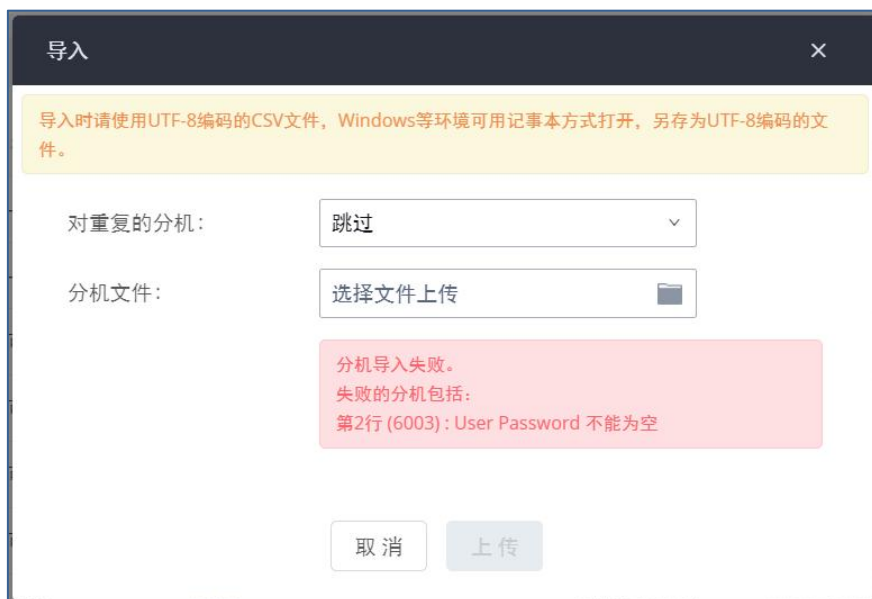 导入
导入时请使用UTF-8编码的CSV文件，Windows等环境可用记事本方式打开，另存为UTF-8编码的文
件。
对重复的分机：
跳过
分机文件：
选择文件上传
分机导入失败。
失败的分机包括：
第2行 (6003) : User Password 不能为空
取 消
上 传